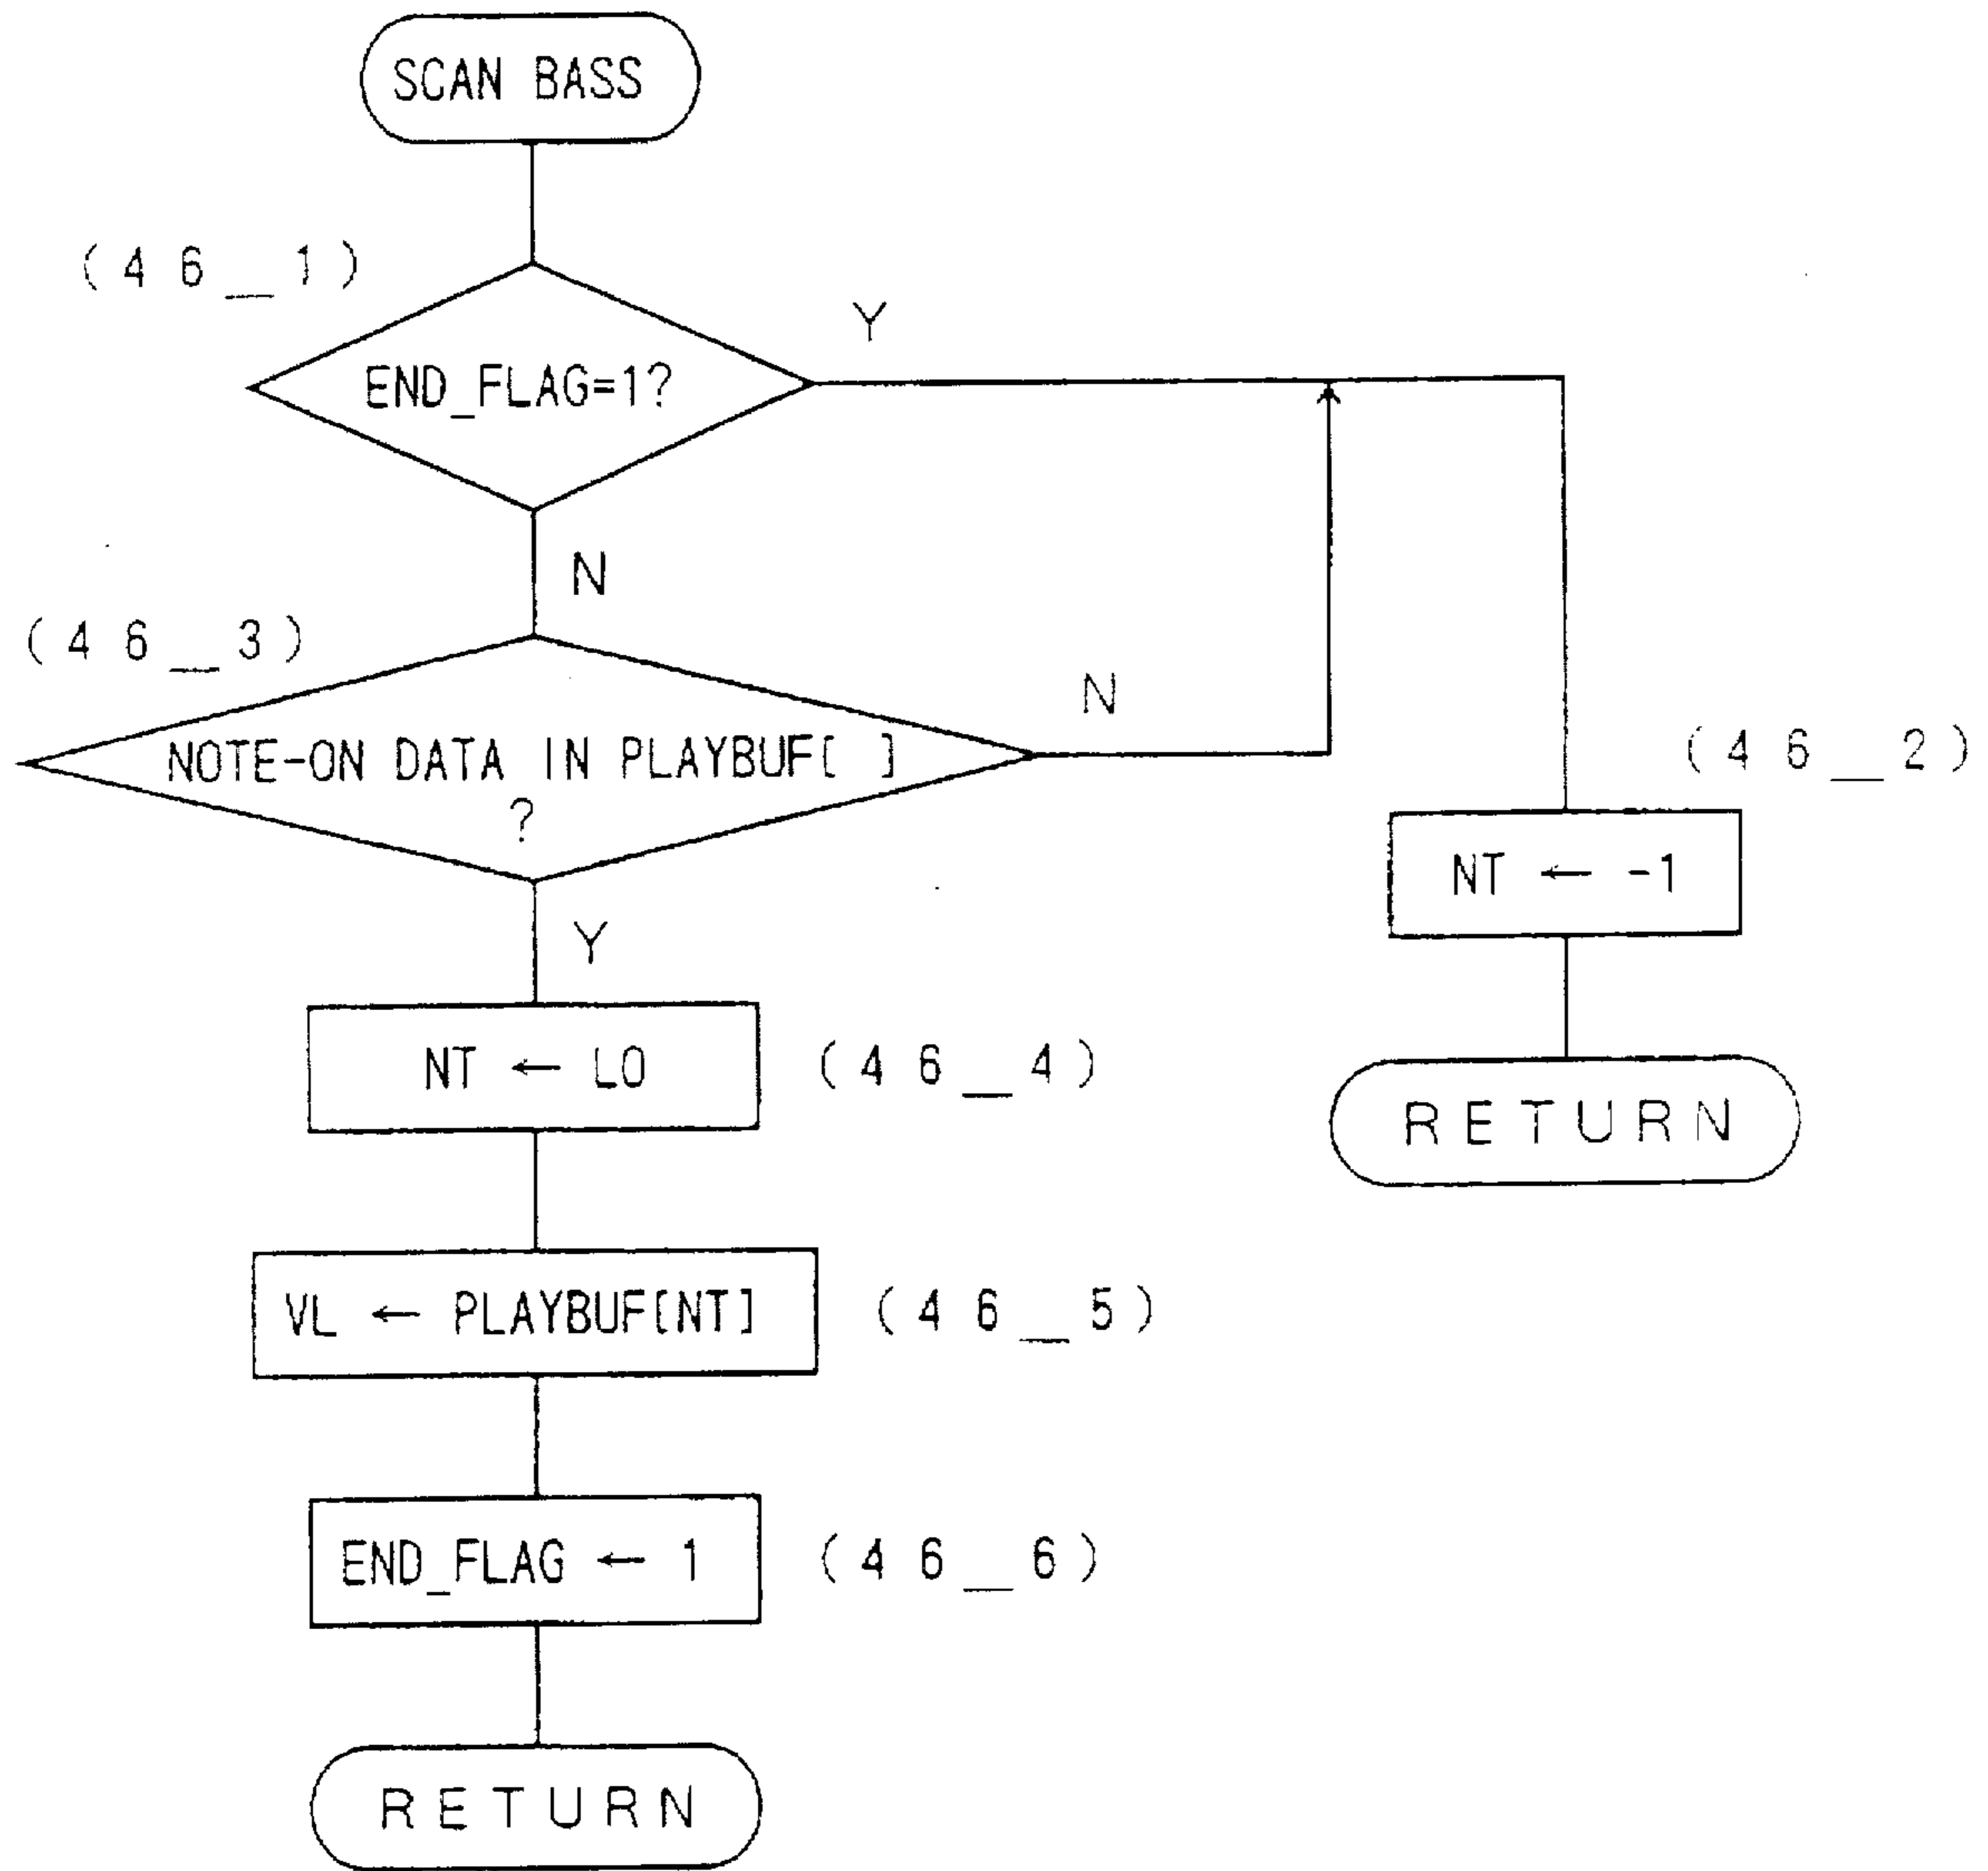 SCAN BASS
(46_1)
END_FLAG=1?
Y
N
(46_3)
NOTE-ON DATA IN PLAYBUF[ ]
?
N
Y
(46_2)
NT ← -1
RETURN
NT ← LO
(46_4)
VL ← PLAYBUF[NT]
(46_5)
END_FLAG ← 1
(46_6)
RETURN